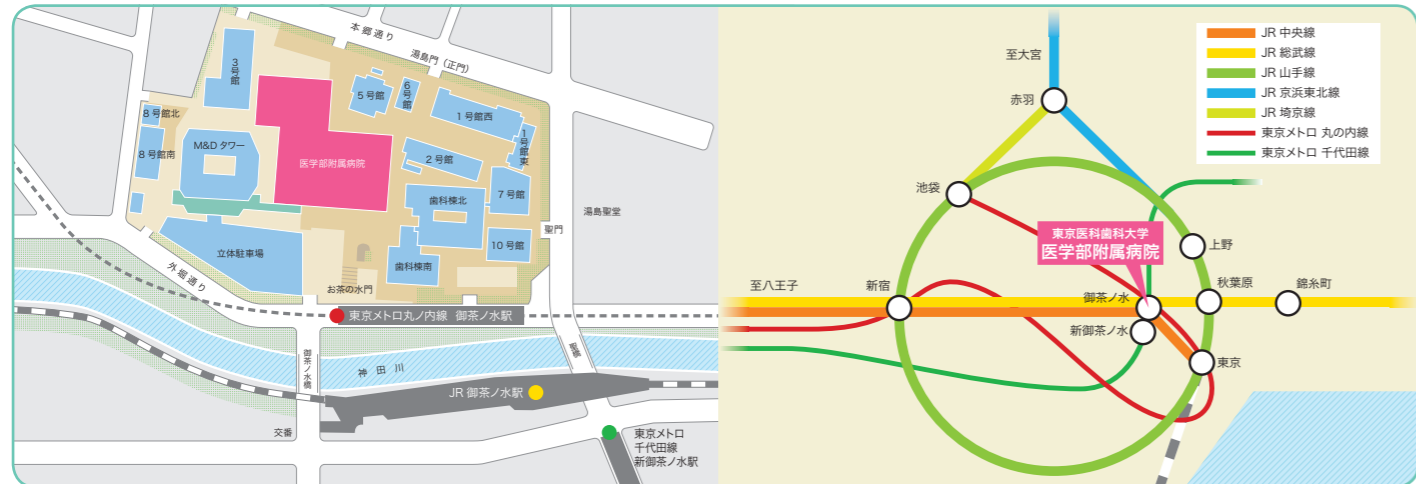 本郷通り
湯島門（正門）
3号館
5号館
6号館
1号館西
1号館東
8号館北
8号館南
M&Dタワー
医学部附属病院
2号館
7号館
歯科棟北
10号館
歯科棟南
立体駐車場
湯島聖堂
聖門
外堀通り
お茶の水門
東京メトロ丸ノ内線 御茶ノ水駅
御茶ノ水橋
神田川
JR 御茶ノ水駅
交番
東京メトロ
千代田線
新御茶ノ水駅
JR 中央線
JR 総武線
JR 山手線
JR 京浜東北線
JR 埼京線
東京メトロ 丸の内線
東京メトロ 千代田線
至大宮
赤羽
池袋
東京医科歯科大学
医学部附属病院
上野
至八王子
新宿
御茶ノ水
秋葉原
錦糸町
新御茶ノ水
東京